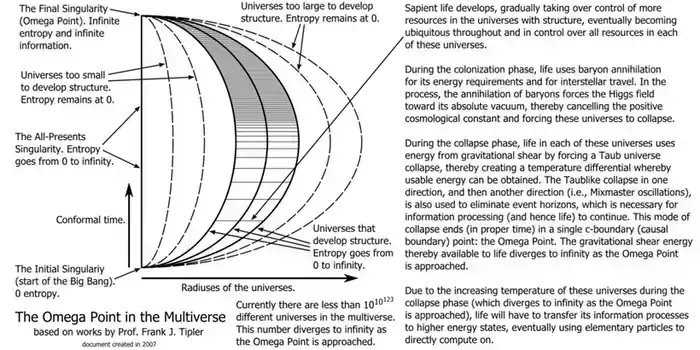 The Final Singularity
(Omega Point). Infinite
entropy and infinite
information.
Universes too large to develop
structure. Entropy remains at 0.
Universes too small
to develop structure.
Entropy remains at 0.
The All-Presents
Singularity. Entropy
goes from 0 to infinity.
Conformal time.
Universes that
develop structure.
Entropy goes from
0 to infinity.
The Initial Singulariy
(start of the Big Bang).
0 entropy.
Radiuses of the universes.
The Omega Point in the Multiverse
based on works by Prof. Frank J. Tipler
document created in 2007
Currently there are less than 10^10^123
different universes in the multiverse.
This number diverges to infinity as
the Omega Point is approached.
Sapient life develops, gradually taking over control of more
resources in the universes with structure, eventually becoming
ubiquitous throughout and in control over all resources in each
of these universes.
During the colonization phase, life uses baryon annihilation
for its energy requirements and for interstellar travel. In the
process, the annihilation of baryons forces the Higgs field
toward its absolute vacuum, thereby cancelling the positive
cosmological constant and forcing these universes to collapse.
During the collapse phase, life in each of these universes uses
energy from gravitational shear by forcing a Taub universe
collapse, thereby creating a temperature differential whereby
usable energy can be obtained. The Taublike collapse in one
direction, and then another direction (i.e., Mixmaster oscillations),
is also used to eliminate event horizons, which is necessary for
information processing (and hence life) to continue. This mode of
collapse ends (in proper time) in a single c-boundary (causal
boundary) point: the Omega Point. The gravitational shear energy
thereby available to life diverges to infinity as the Omega Point
is approached.
Due to the increasing temperature of these universes during the
collapse phase (which diverges to infinity as the Omega Point
is approached), life will have to transfer its information processes
to higher energy states, eventually using elementary particles to
directly compute on.